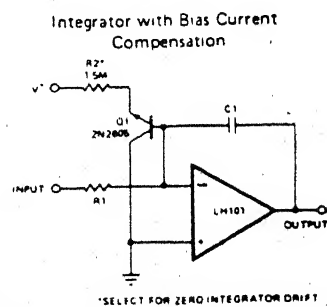 Integrator with Bias Current
Compensation
R2*
1.5M
V+
Q1
2N2605
C1
INPUT
R1
LH101
OUTPUT
*SELECT FOR ZERO INTEGRATOR DRIFT